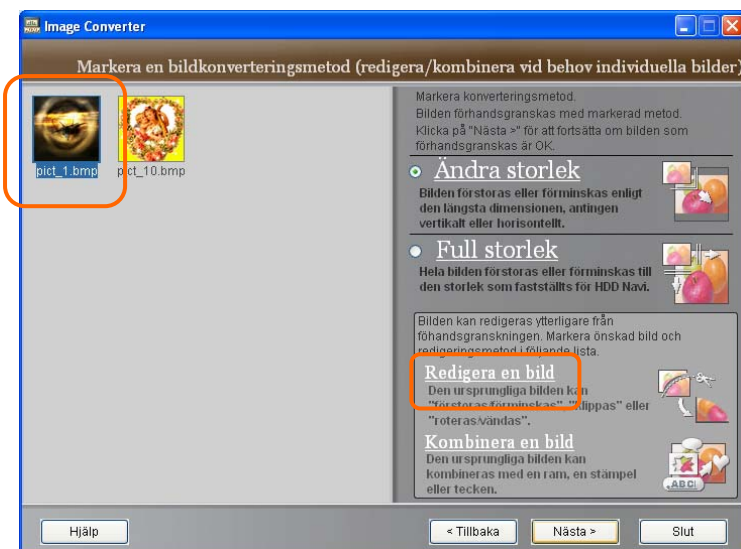 Image Converter
Markera en bildkonverteringsmetod (redigera/kombinera vid behov individuella bilder)
pict_1.bmp
pict_10.bmp
Markera konverteringsmetod.
Bilden förhandsgranskas med markerad metod.
Klicka på "Nästa >" för att fortsätta om bilden som
förhandsgranskas är OK.
Ändra storlek
Bilden förstoras eller förminskas enligt
den längsta dimensionen, antingen
vertikalt eller horisontellt.
Full storlek
Hela bilden förstoras eller förminskas till
den storlek som fastställts för HDD Navi.
Bilden kan redigeras ytterligare från
föhandsgranskningen. Markera önskad bild och
redigeringsmetod i följande lista.
Redigera en bild
Den ursprungliga bilden kan
"förstoras/förminskas", "klippas" eller
"roteras/vändas".
Kombinera en bild
Den ursprungliga bilden kan
kombineras med en ram, en stämpel
eller tecken.
ABC
Hjälp
< Tillbaka
Nästa >
Slut